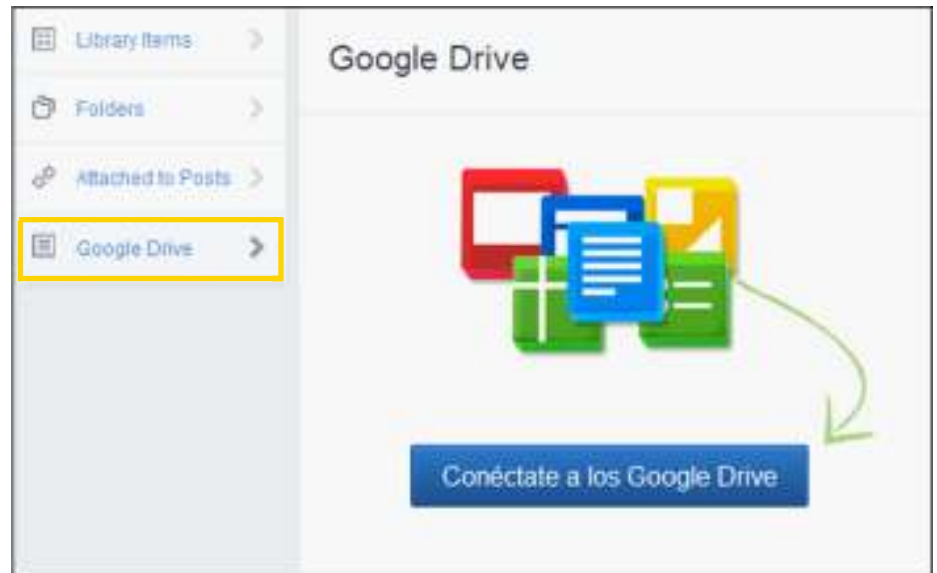 Library Items
Folders
Attached to Posts
Google Drive
Google Drive
Conéctate a los Google Drive